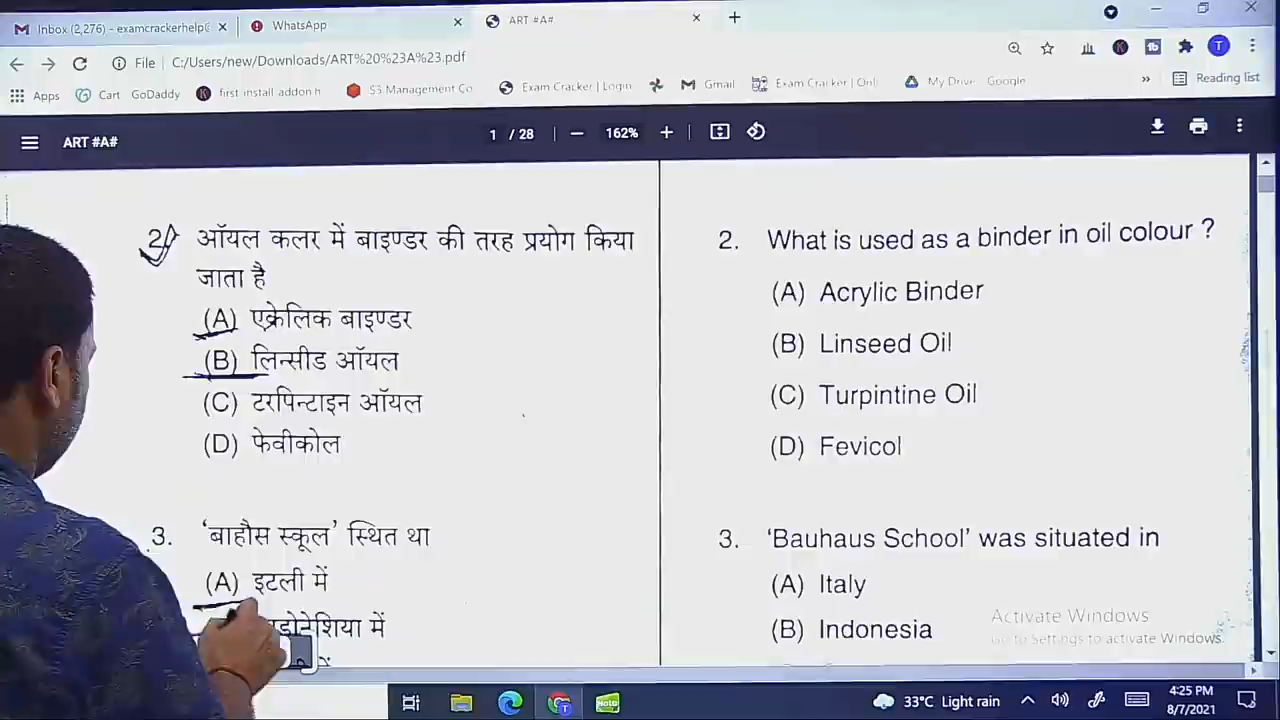 Inbox (2,276) - examcrackerhelp@
WhatsApp
ART #A#
File
C:/Users/new/Downloads/ART%20%23A%23.pdf
Apps
Cart
GoDaddy
first install addon h
S3 Management Co
Exam Cracker | Login
Gmail
Exam Cracker | Onli
My Drive
Google
»
Reading list
ART #A#
1 / 28
162%
2. ऑयल कलर में बाइण्डर की तरह प्रयोग किया
जाता है
(A) एक्रेलिक बाइण्डर
(B) लिन्सीड ऑयल
(C) टरपिन्टाइन ऑयल
(D) फेवीकोल
3. 'बाहौस स्कूल' स्थित था
(A) इटली में
में
2. What is used as a binder in oil colour ?
(A) Acrylic Binder
(B) Linseed Oil
(C) Turpintine Oil
(D) Fevicol
3. 'Bauhaus School' was situated in
(A) Italy
(B) Indonesia
Activate Windows
Go to Settings to activate Windows.
33°C Light rain
4:25 PM
8/7/2021